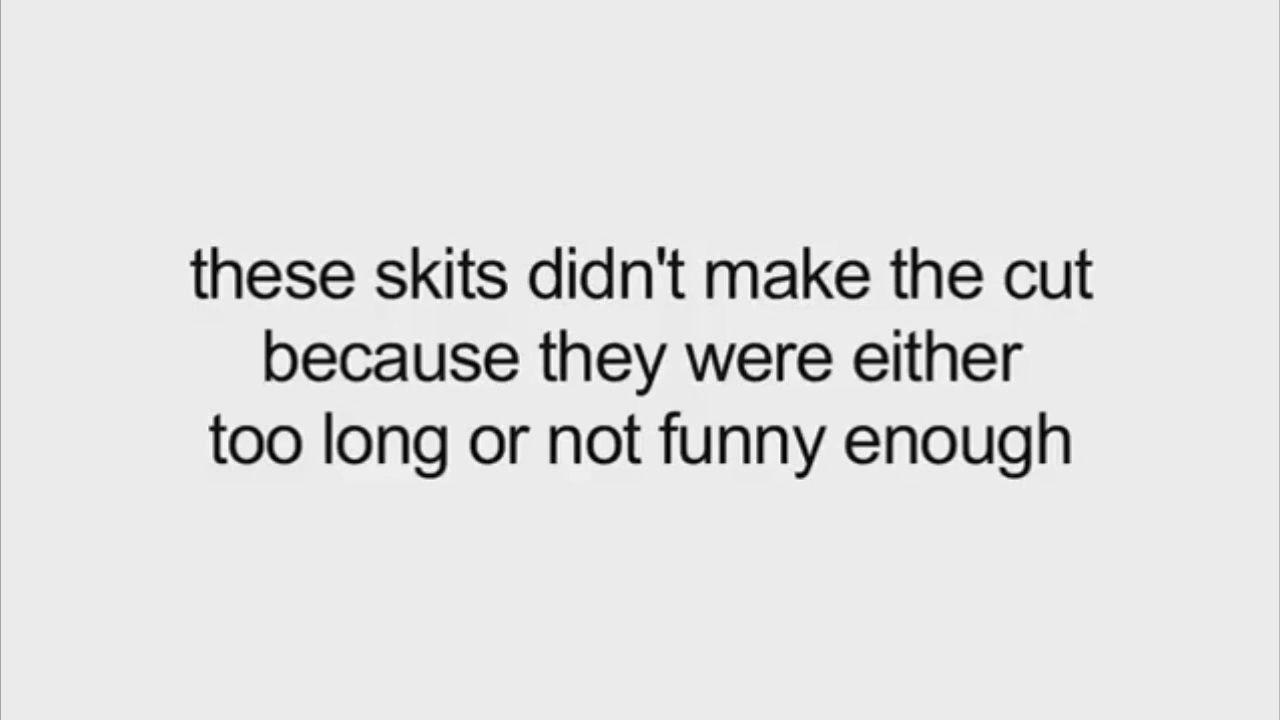 these skits didn't make the cut
because they were either
too long or not funny enough